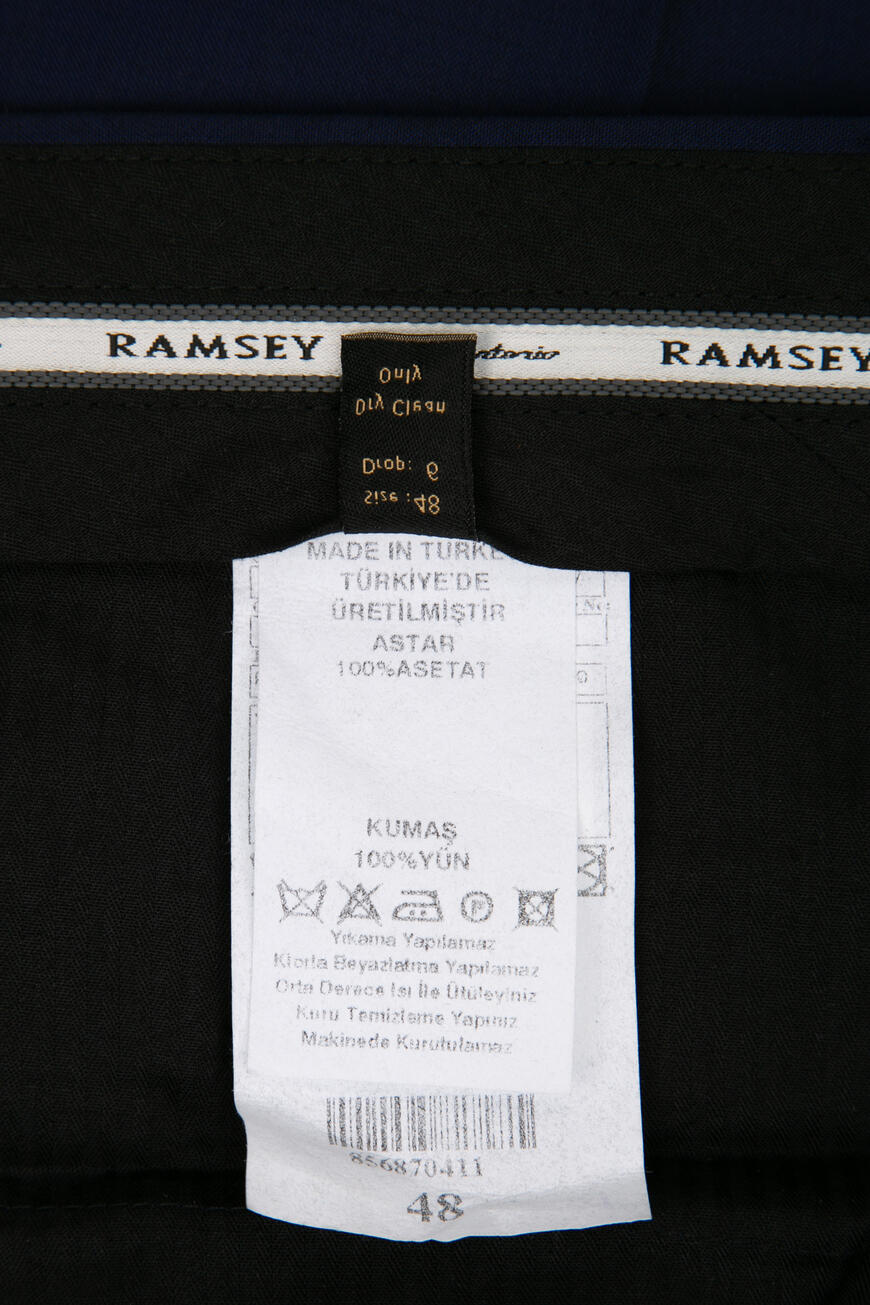 RAMSEY
RAMSEY
Only
Dry Clean
Drop: 6
Size : 48
MADE IN TURKE
TÜRKİYE'DE
ÜRETİLMİŞTİR
ASTAR
100%ASETAT
KUMAŞ
100%YÜN
P
Yıkama Yapılamaz
Klorla Beyazlatma Yapılamaz
Orta Derece Isı İle Ütüleyiniz
Kuru Temizleme Yapınız
Makinede Kurutulamaz
856870411
48